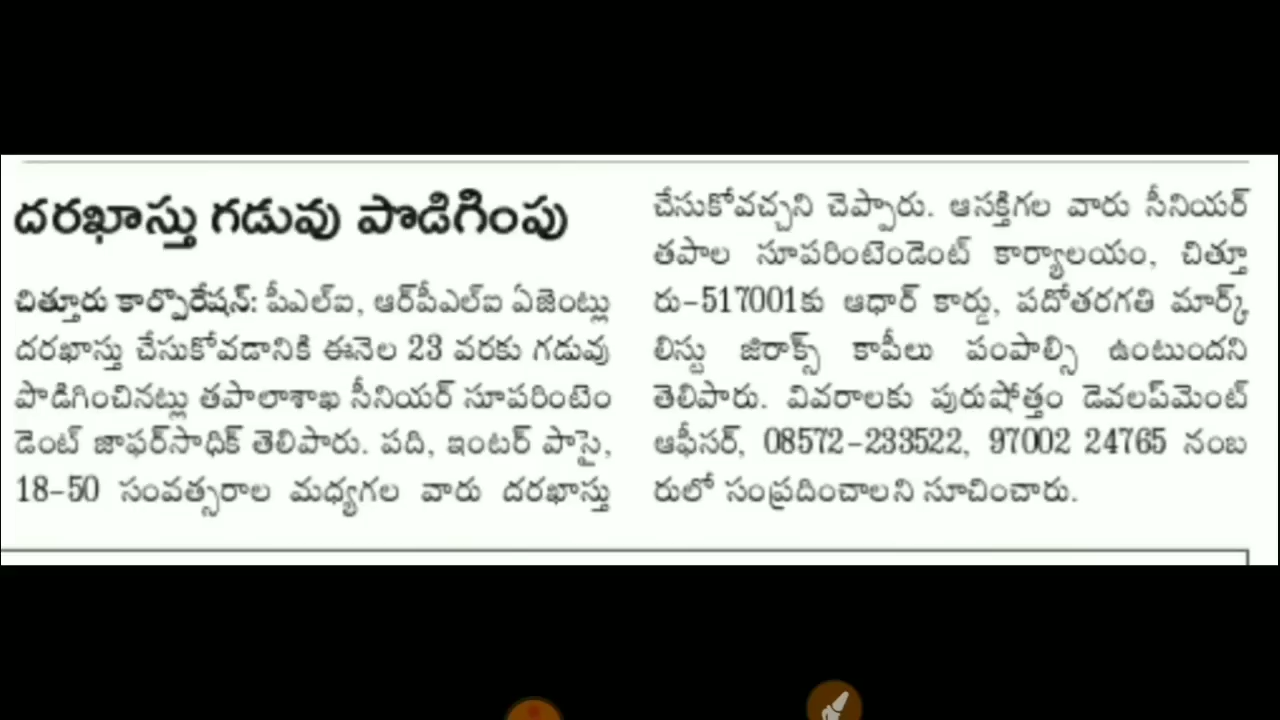 దరఖాస్తు గడువు పొడిగింపు
చిత్తూరు కార్పొరేషన్: పీఎల్ఐ, ఆర్‌పీఎల్ఐ ఏజెంట్లు
దరఖాస్తు చేసుకోవడానికి ఈనెల 23 వరకు గడువు
పొడిగించినట్లు తపాలాశాఖ సీనియర్ సూపరింటెం
డెంట్ జాఫర్‌సాధిక్ తెలిపారు. పది, ఇంటర్ పాసై,
18-50 సంవత్సరాల మధ్యగల వారు దరఖాస్తు
చేసుకోవచ్చని చెప్పారు. ఆసక్తిగల వారు సీనియర్
తపాల సూపరింటెండెంట్ కార్యాలయం, చిత్తూ
రు-517001కు ఆధార్ కార్డు, పదోతరగతి మార్క్
లిస్టు జిరాక్స్ కాపీలు పంపాల్సి ఉంటుందని
తెలిపారు. వివరాలకు పురుషోత్తం డెవలప్‌మెంట్
ఆఫీసర్, 08572-233522, 97002 24765 నంబ
రులో సంప్రదించాలని సూచించారు.